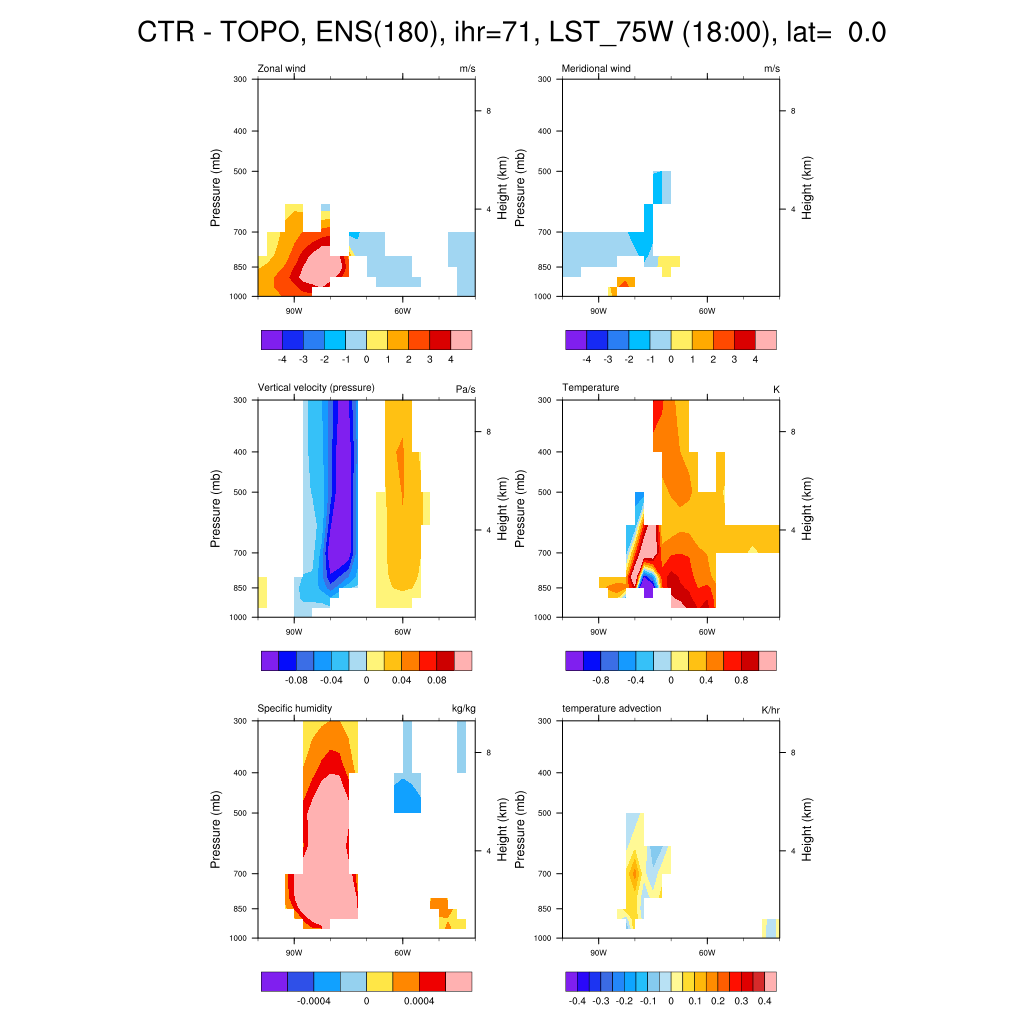 CTR - TOPO, ENS(180), ihr=71, LST_75W (18:00), lat=  0.0
Zonal wind m/s
300
400
500
700
850
1000
Pressure (mb)
8
4
Height (km)
90W 60W
-4 -3 -2 -1 0 1 2 3 4
Meridional wind m/s
300
400
500
700
850
1000
Pressure (mb)
8
4
Height (km)
90W 60W
-4 -3 -2 -1 0 1 2 3 4
Vertical velocity (pressure) Pa/s
300
400
500
700
850
1000
Pressure (mb)
8
4
Height (km)
90W 60W
-0.08 -0.04 0 0.04 0.08
Temperature K
300
400
500
700
850
1000
Pressure (mb)
8
4
Height (km)
90W 60W
-0.8 -0.4 0 0.4 0.8
Specific humidity kg/kg
300
400
500
700
850
1000
Pressure (mb)
8
4
Height (km)
90W 60W
-0.0004 0 0.0004
temperature advection K/hr
300
400
500
700
850
1000
Pressure (mb)
8
4
Height (km)
90W 60W
-0.4 -0.3 -0.2 -0.1 0 0.1 0.2 0.3 0.4